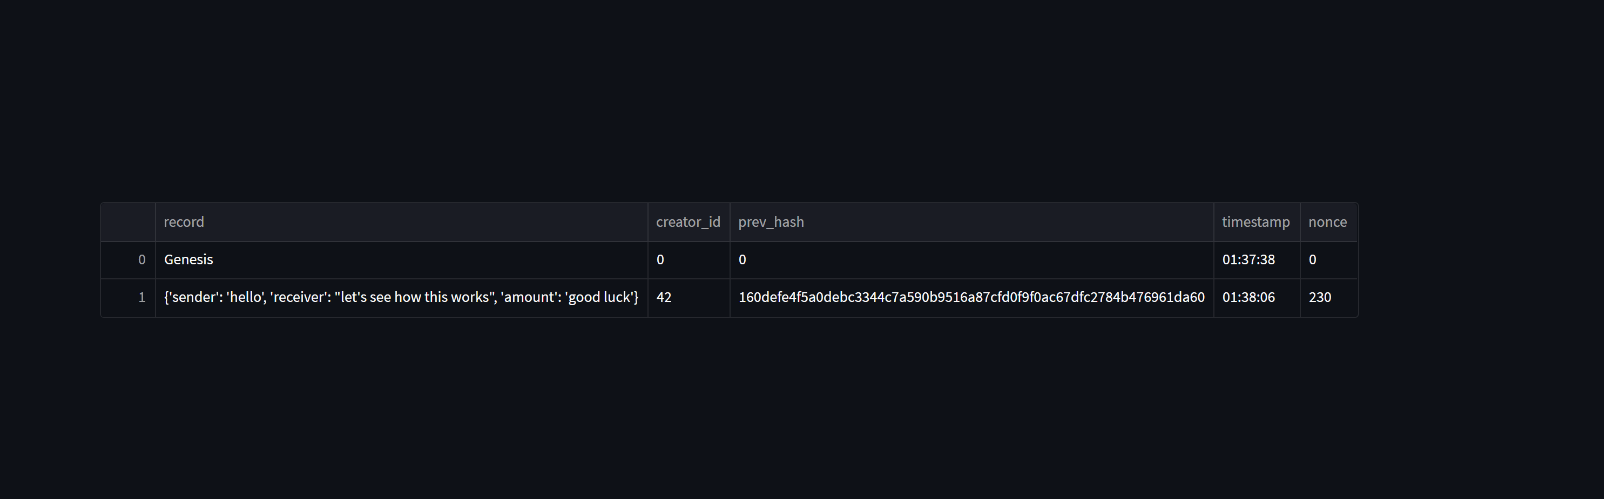 record creator_id prev_hash timestamp nonce
0 Genesis 0 0 01:37:38 0
1 {'sender': 'hello', 'receiver': "let's see how this works", 'amount': 'good luck'} 42 160defe4f5a0debc3344c7a590b9516a87cfd0f9f0ac67dfc2784b476961da60 01:38:06 230